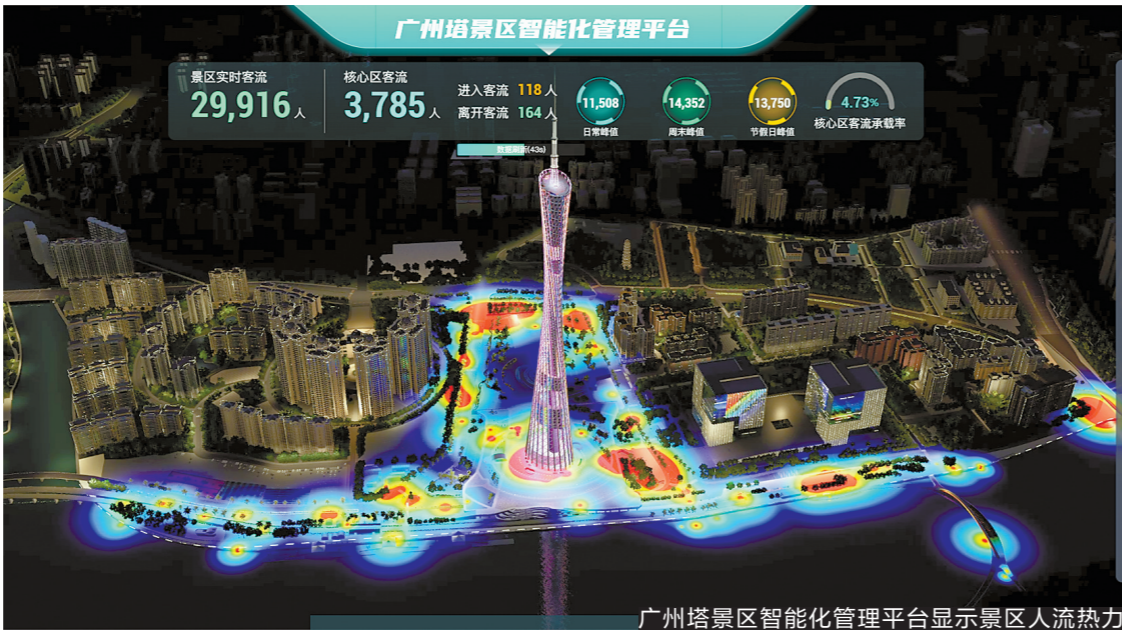 广州塔景区智能化管理平台
景区实时客流
29,916人
核心区客流
3,785人
进入客流 118人
离开客流 164人
11,508
日常峰值
14,352
周末峰值
13,750
节假日峰值
4.73%
核心区客流承载率
数据刷新(43s)
广州塔景区智能化管理平台显示景区人流热力